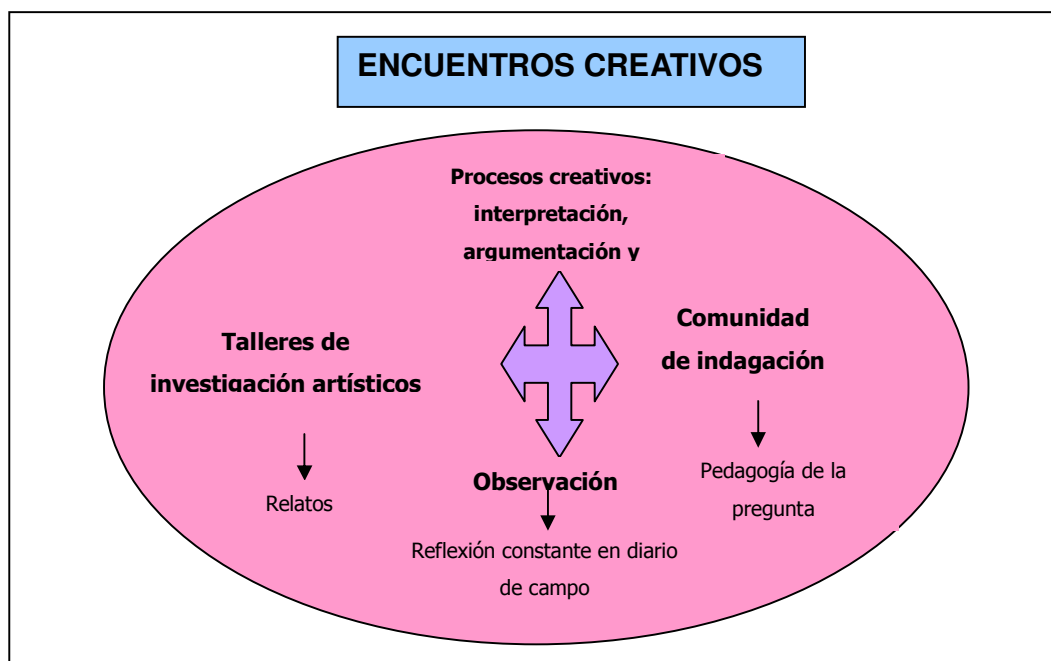 ENCUENTROS CREATIVOS
Procesos creativos:
interpretación,
argumentación y
Talleres de
investigación artísticos
Comunidad
de indagación
Relatos
Observación
Pedagogía de la
pregunta
Reflexión constante en diario
de campo